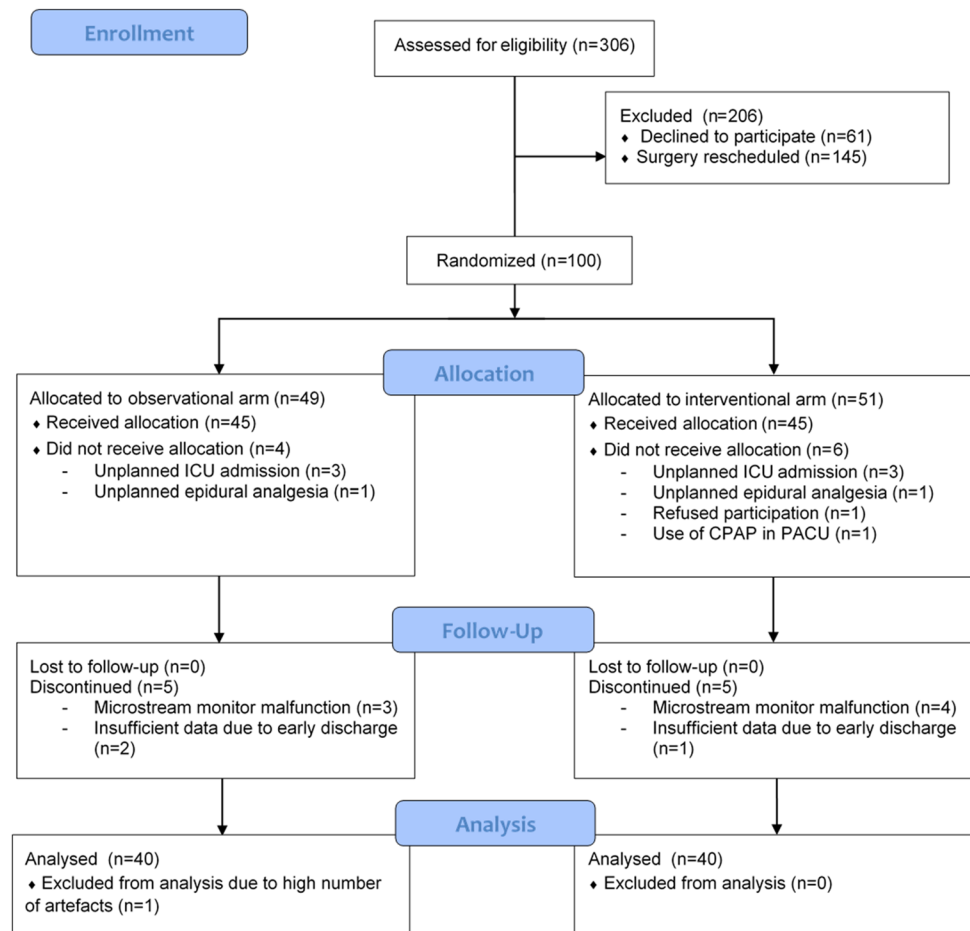 Enrollment
Assessed for eligibility (n=306)
Excluded (n=206)
♦ Declined to participate (n=61)
♦ Surgery rescheduled (n=145)
Randomized (n=100)
Allocation
Allocated to observational arm (n=49)
♦ Received allocation (n=45)
♦ Did not receive allocation (n=4)
- Unplanned ICU admission (n=3)
- Unplanned epidural analgesia (n=1)
Allocated to interventional arm (n=51)
♦ Received allocation (n=45)
♦ Did not receive allocation (n=6)
- Unplanned ICU admission (n=3)
- Unplanned epidural analgesia (n=1)
- Refused participation (n=1)
- Use of CPAP in PACU (n=1)
Follow-Up
Lost to follow-up (n=0)
Discontinued (n=5)
- Microstream monitor malfunction (n=3)
- Insufficient data due to early discharge
(n=2)
Lost to follow-up (n=0)
Discontinued (n=5)
- Microstream monitor malfunction (n=4)
- Insufficient data due to early discharge
(n=1)
Analysis
Analysed (n=40)
♦ Excluded from analysis due to high number
of artefacts (n=1)
Analysed (n=40)
♦ Excluded from analysis (n=0)